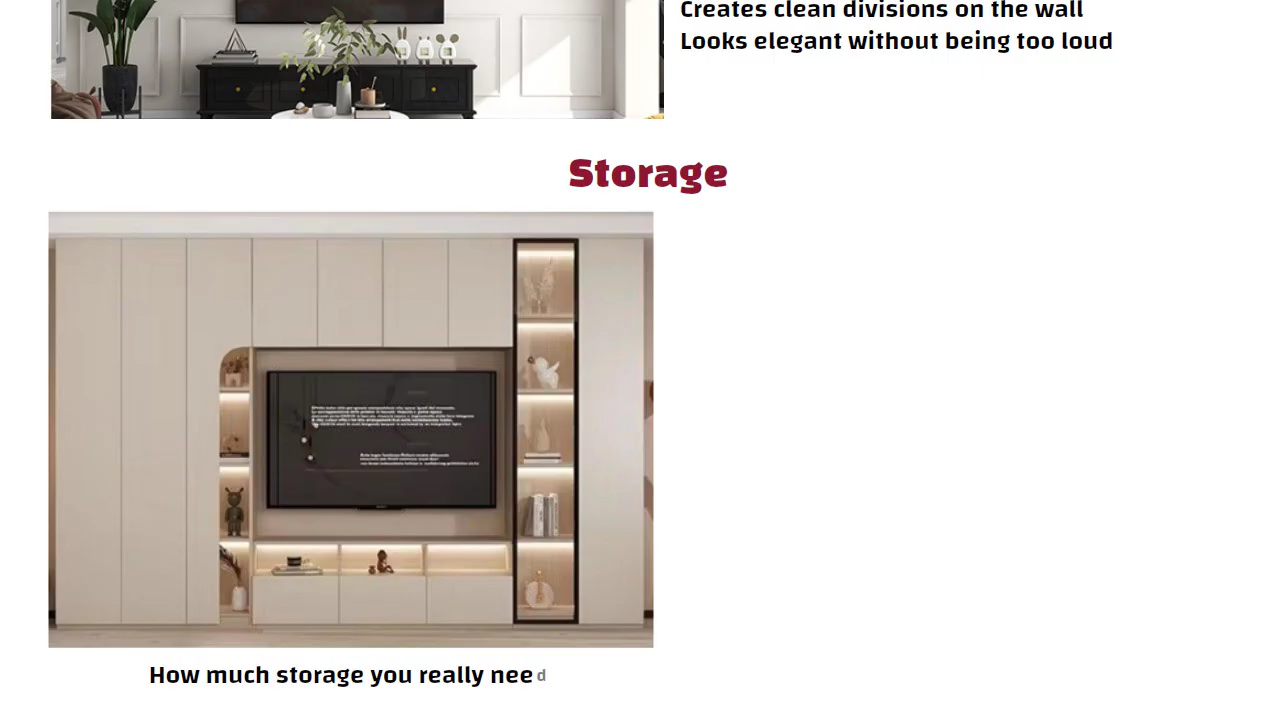 Creates clean divisions on the wall
Looks elegant without being too loud
Storage
How much storage you really need